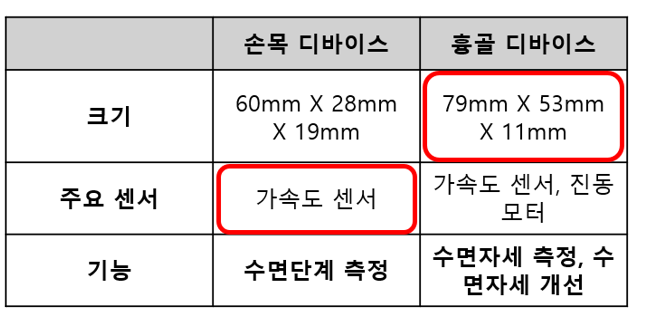 손목 디바이스
흉골 디바이스
크기
60mm X 28mm
X 19mm
79mm X 53mm
X 11mm
주요 센서
가속도 센서
가속도 센서, 진동
모터
기능
수면단계 측정
수면자세 측정, 수
면자세 개선